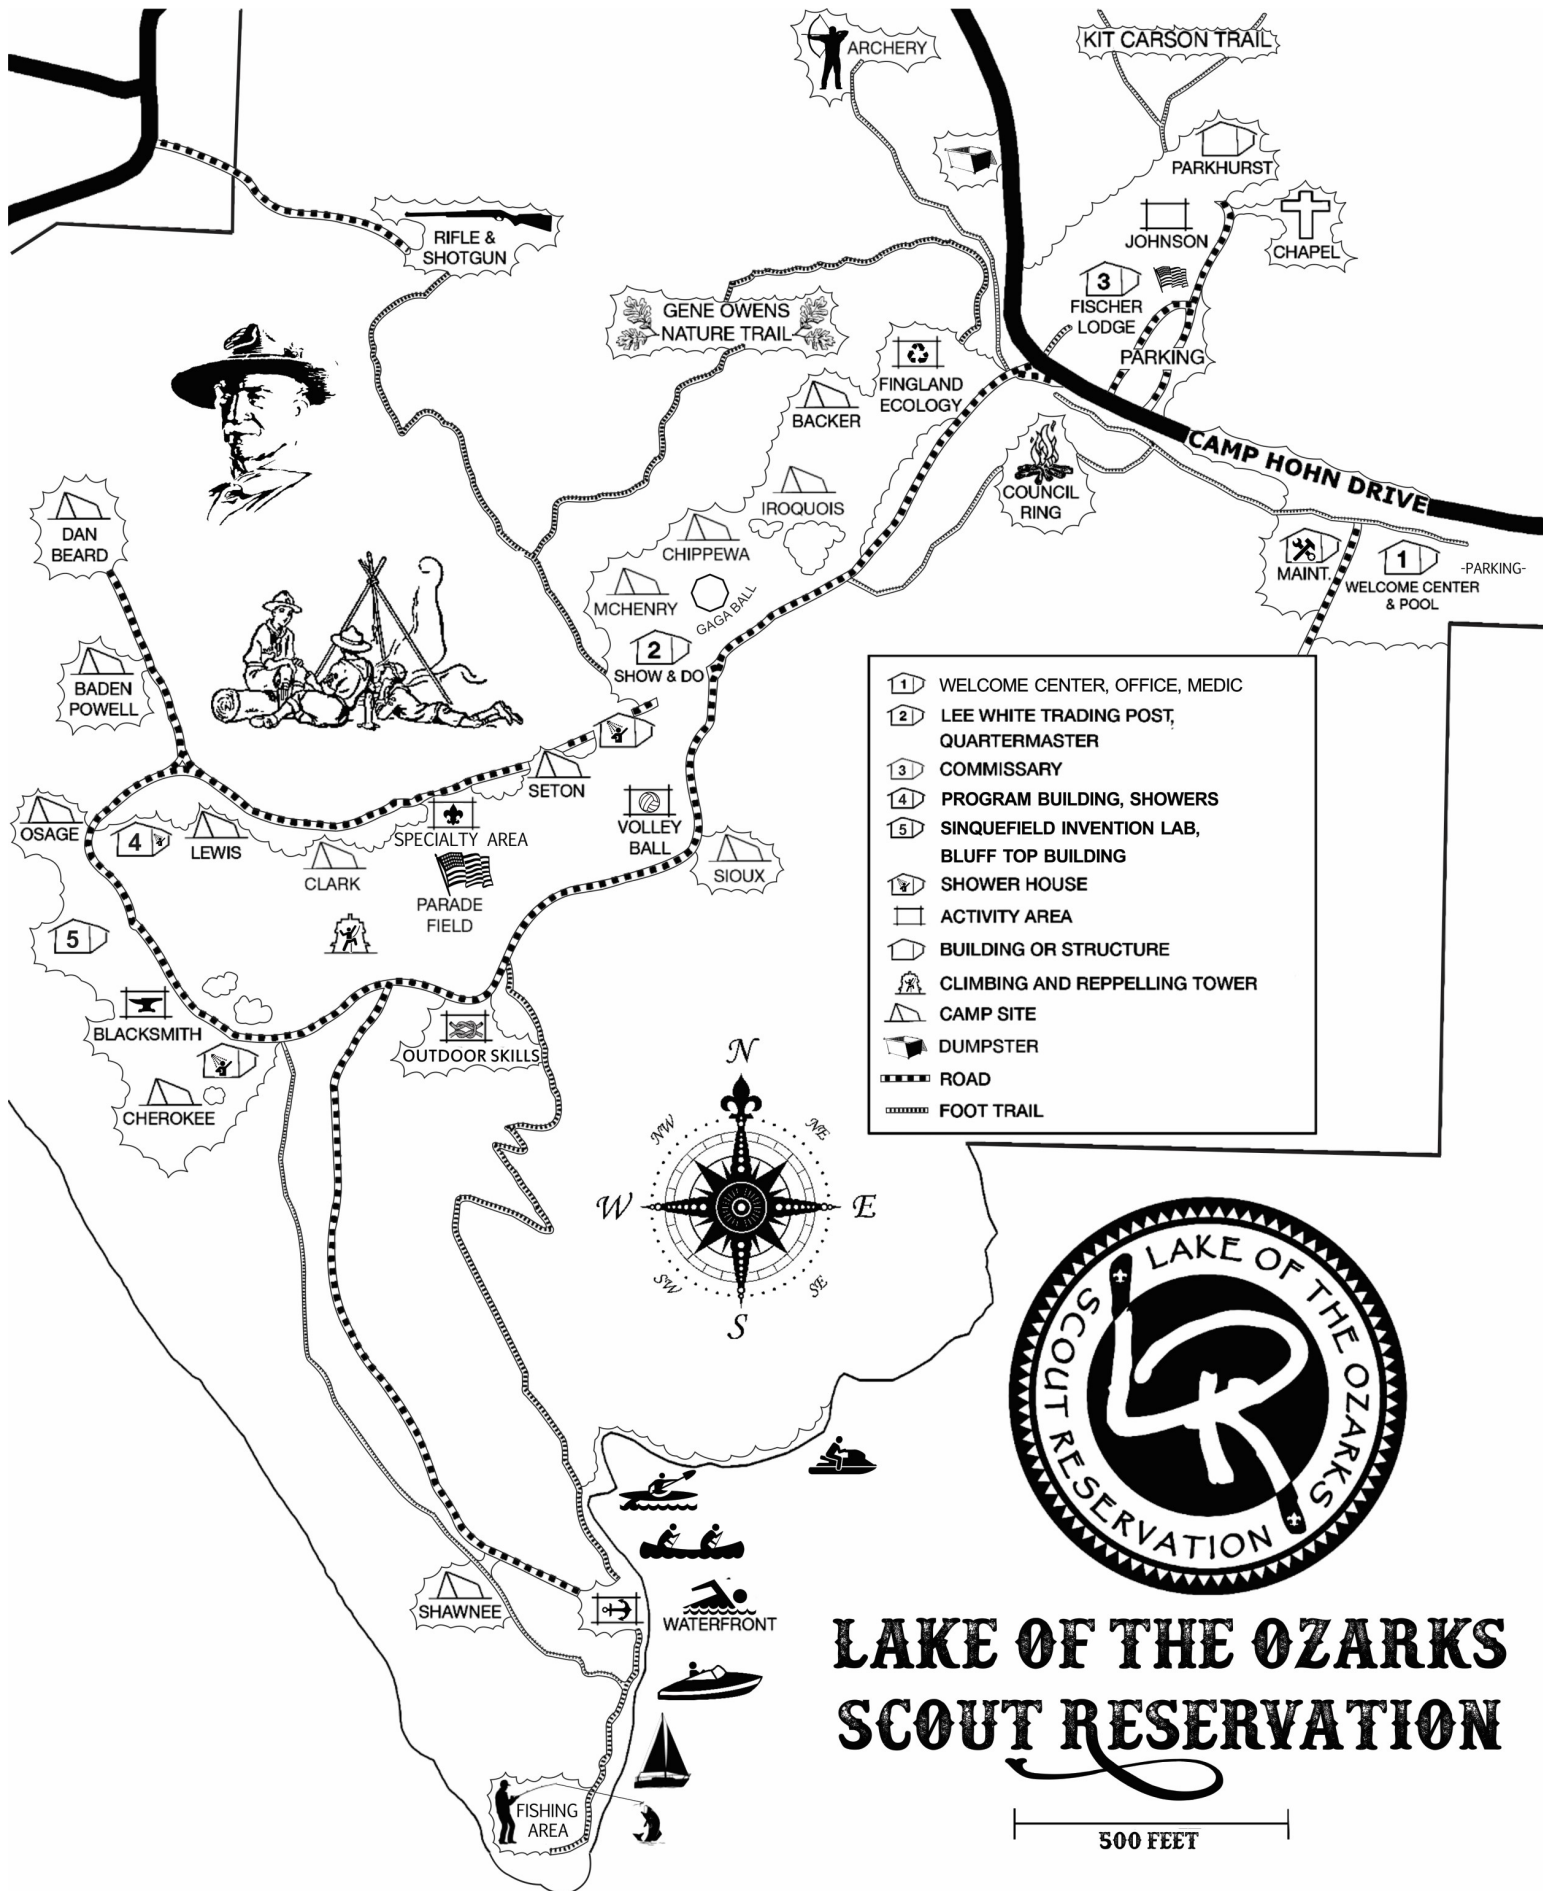 ARCHERY
KIT CARSON TRAIL
PARKHURST
JOHNSON
CHAPEL
3
FISCHER
LODGE
PARKING
RIFLE &
SHOTGUN
GENE OWENS
NATURE TRAIL
FINGLAND
ECOLOGY
BACKER
CAMP HOHN DRIVE
COUNCIL
RING
IROQUOIS
CHIPPEWA
MCHENRY
GAGA BALL
2
SHOW & DO
MAINT.
1
WELCOME CENTER
& POOL
-PARKING-
DAN
BEARD
BADEN
POWELL
OSAGE
4
LEWIS
CLARK
SPECIALTY AREA
PARADE
FIELD
SETON
VOLLEY
BALL
SIOUX
5
BLACKSMITH
CHEROKEE
OUTDOOR SKILLS
1 WELCOME CENTER, OFFICE, MEDIC
2 LEE WHITE TRADING POST,
QUARTERMASTER
3 COMMISSARY
4 PROGRAM BUILDING, SHOWERS
5 SINQUEFIELD INVENTION LAB,
BLUFF TOP BUILDING
SHOWER HOUSE
ACTIVITY AREA
BUILDING OR STRUCTURE
CLIMBING AND REPPELLING TOWER
CAMP SITE
DUMPSTER
ROAD
FOOT TRAIL
N
NW
NE
W
E
SW
SE
S
LAKE OF THE OZARKS
SCOUT RESERVATION
LR
SHAWNEE
WATERFRONT
FISHING
AREA
LAKE OF THE OZARKS
SCOUT RESERVATION
500 FEET